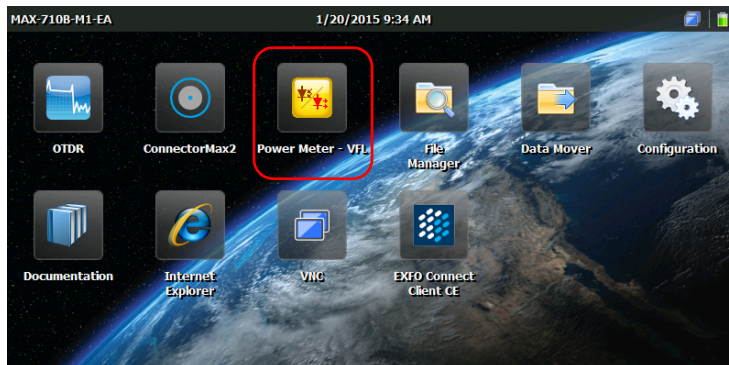 MAX-710B-M1-EA 1/20/2015 9:34 AM
OTDR ConnectorMax2 Power Meter - VFL File Manager Data Mover Configuration
Documentation Internet Explorer VNC EXFO Connect Client CE